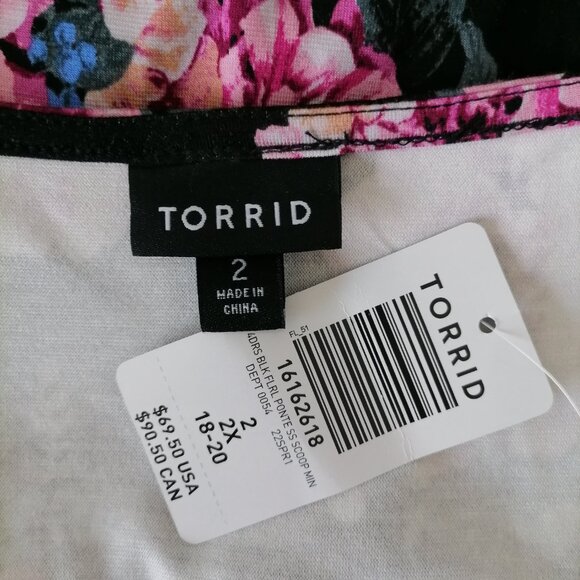 TORRID
2
MADE IN
CHINA
TORRID
FL_51
16162618
4DRS BLK FLRL PONTE SS SCOOP MIN
DEPT 0054 22SPR1
2
2X
18-20
$69.50 USA
$90.50 CAN